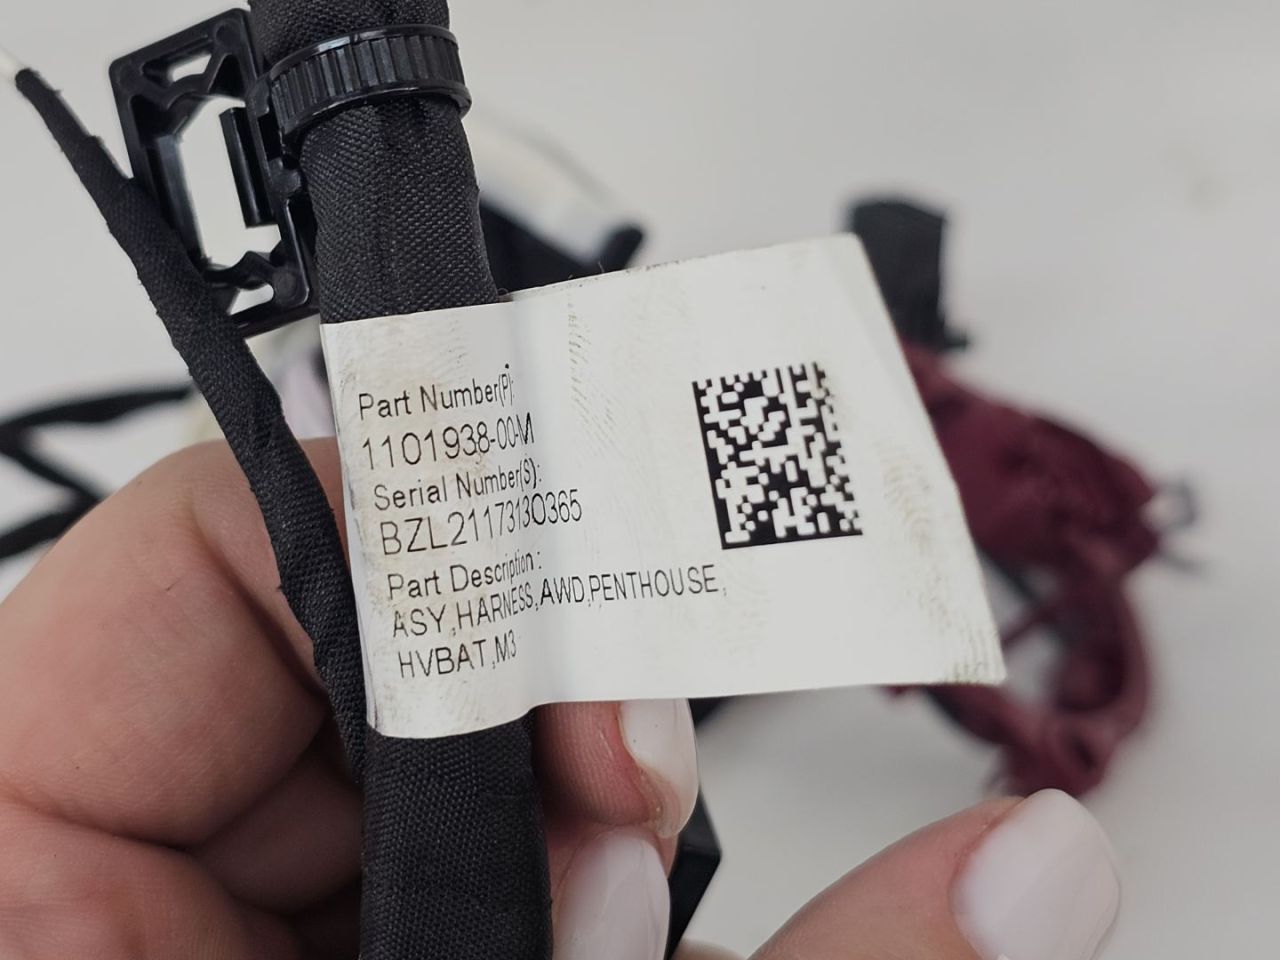 Part Number(P):
1101938-00-M
Serial Number(S):
BZL21173130365
Part Description :
ASY,HARNESS,AWD,PENTHOUSE,
HVBAT,M3